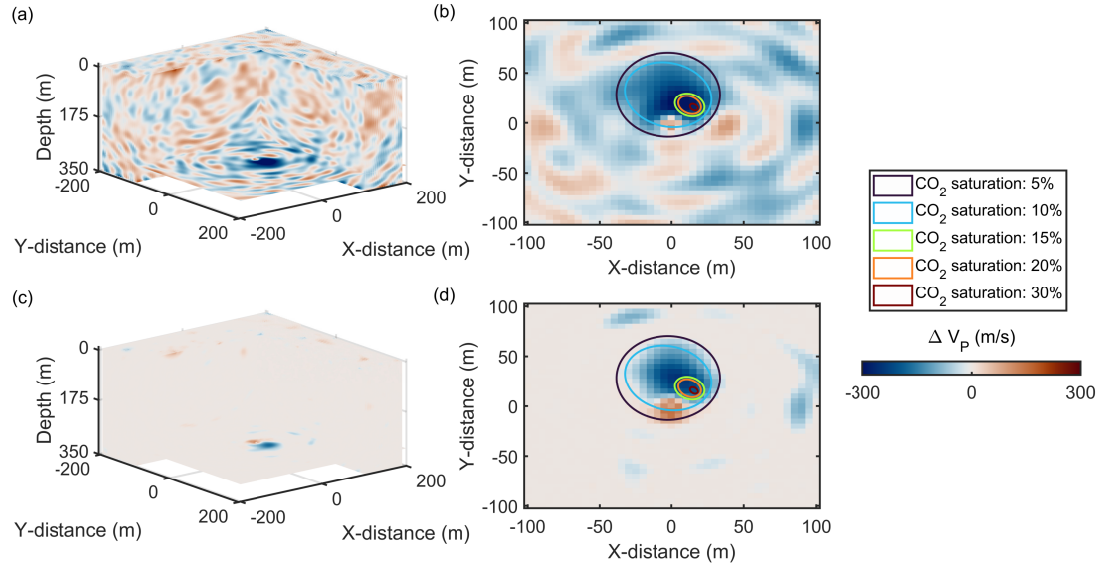 (a)
0
175
350
-200
0
200
-200
0
200
Depth (m)
Y-distance (m)
X-distance (m)
(b)
100
50
0
-50
-100
-100
-50
0
50
100
Y-distance (m)
X-distance (m)
(c)
0
175
350
-200
0
200
-200
0
200
Depth (m)
Y-distance (m)
X-distance (m)
(d)
100
50
0
-50
-100
-100
-50
0
50
100
Y-distance (m)
X-distance (m)
CO2 saturation: 5%
CO2 saturation: 10%
CO2 saturation: 15%
CO2 saturation: 20%
CO2 saturation: 30%
Δ VP (m/s)
-300
0
300